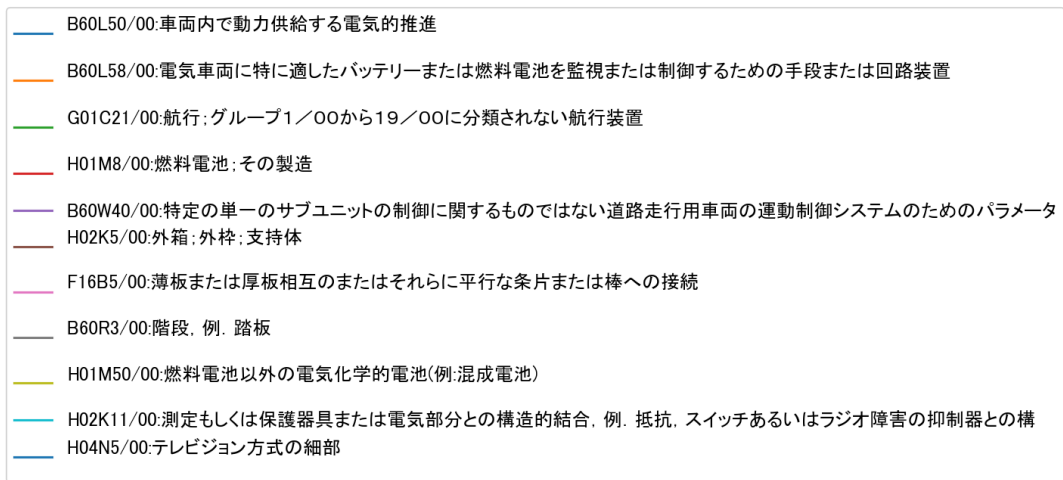 B60L50/00:車両内で動力供給する電気的推進
B60L58/00:電気車両に特に適したバッテリーまたは燃料電池を監視または制御するための手段または回路装置
G01C21/00:航行;グループ1/00から19/00に分類されない航行装置
H01M8/00:燃料電池;その製造
B60W40/00:特定の単一のサブユニットの制御に関するものではない道路走行用車両の運動制御システムのためのパラメータ
H02K5/00:外箱;外枠;支持体
F16B5/00:薄板または厚板相互のまたはそれらに平行な条片または棒への接続
B60R3/00:階段, 例. 踏板
H01M50/00:燃料電池以外の電気化学的電池(例:混成電池)
H02K11/00:測定もしくは保護器具または電気部分との構造的結合, 例. 抵抗, スイッチあるいはラジオ障害の抑制器との構
H04N5/00:テレビジョン方式の細部